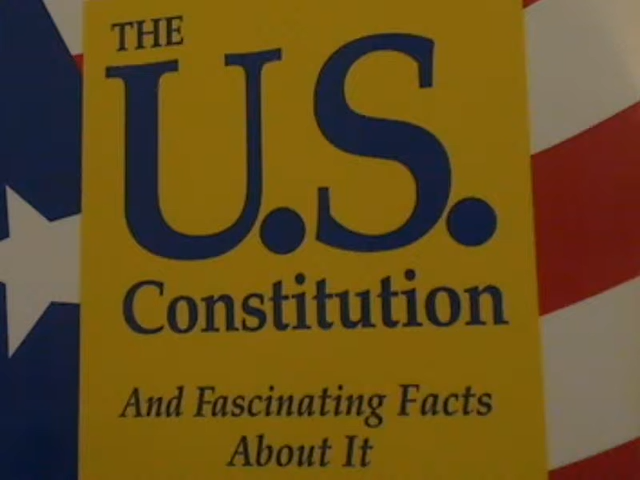 THE
U.S.
Constitution
And Fascinating Facts
About It